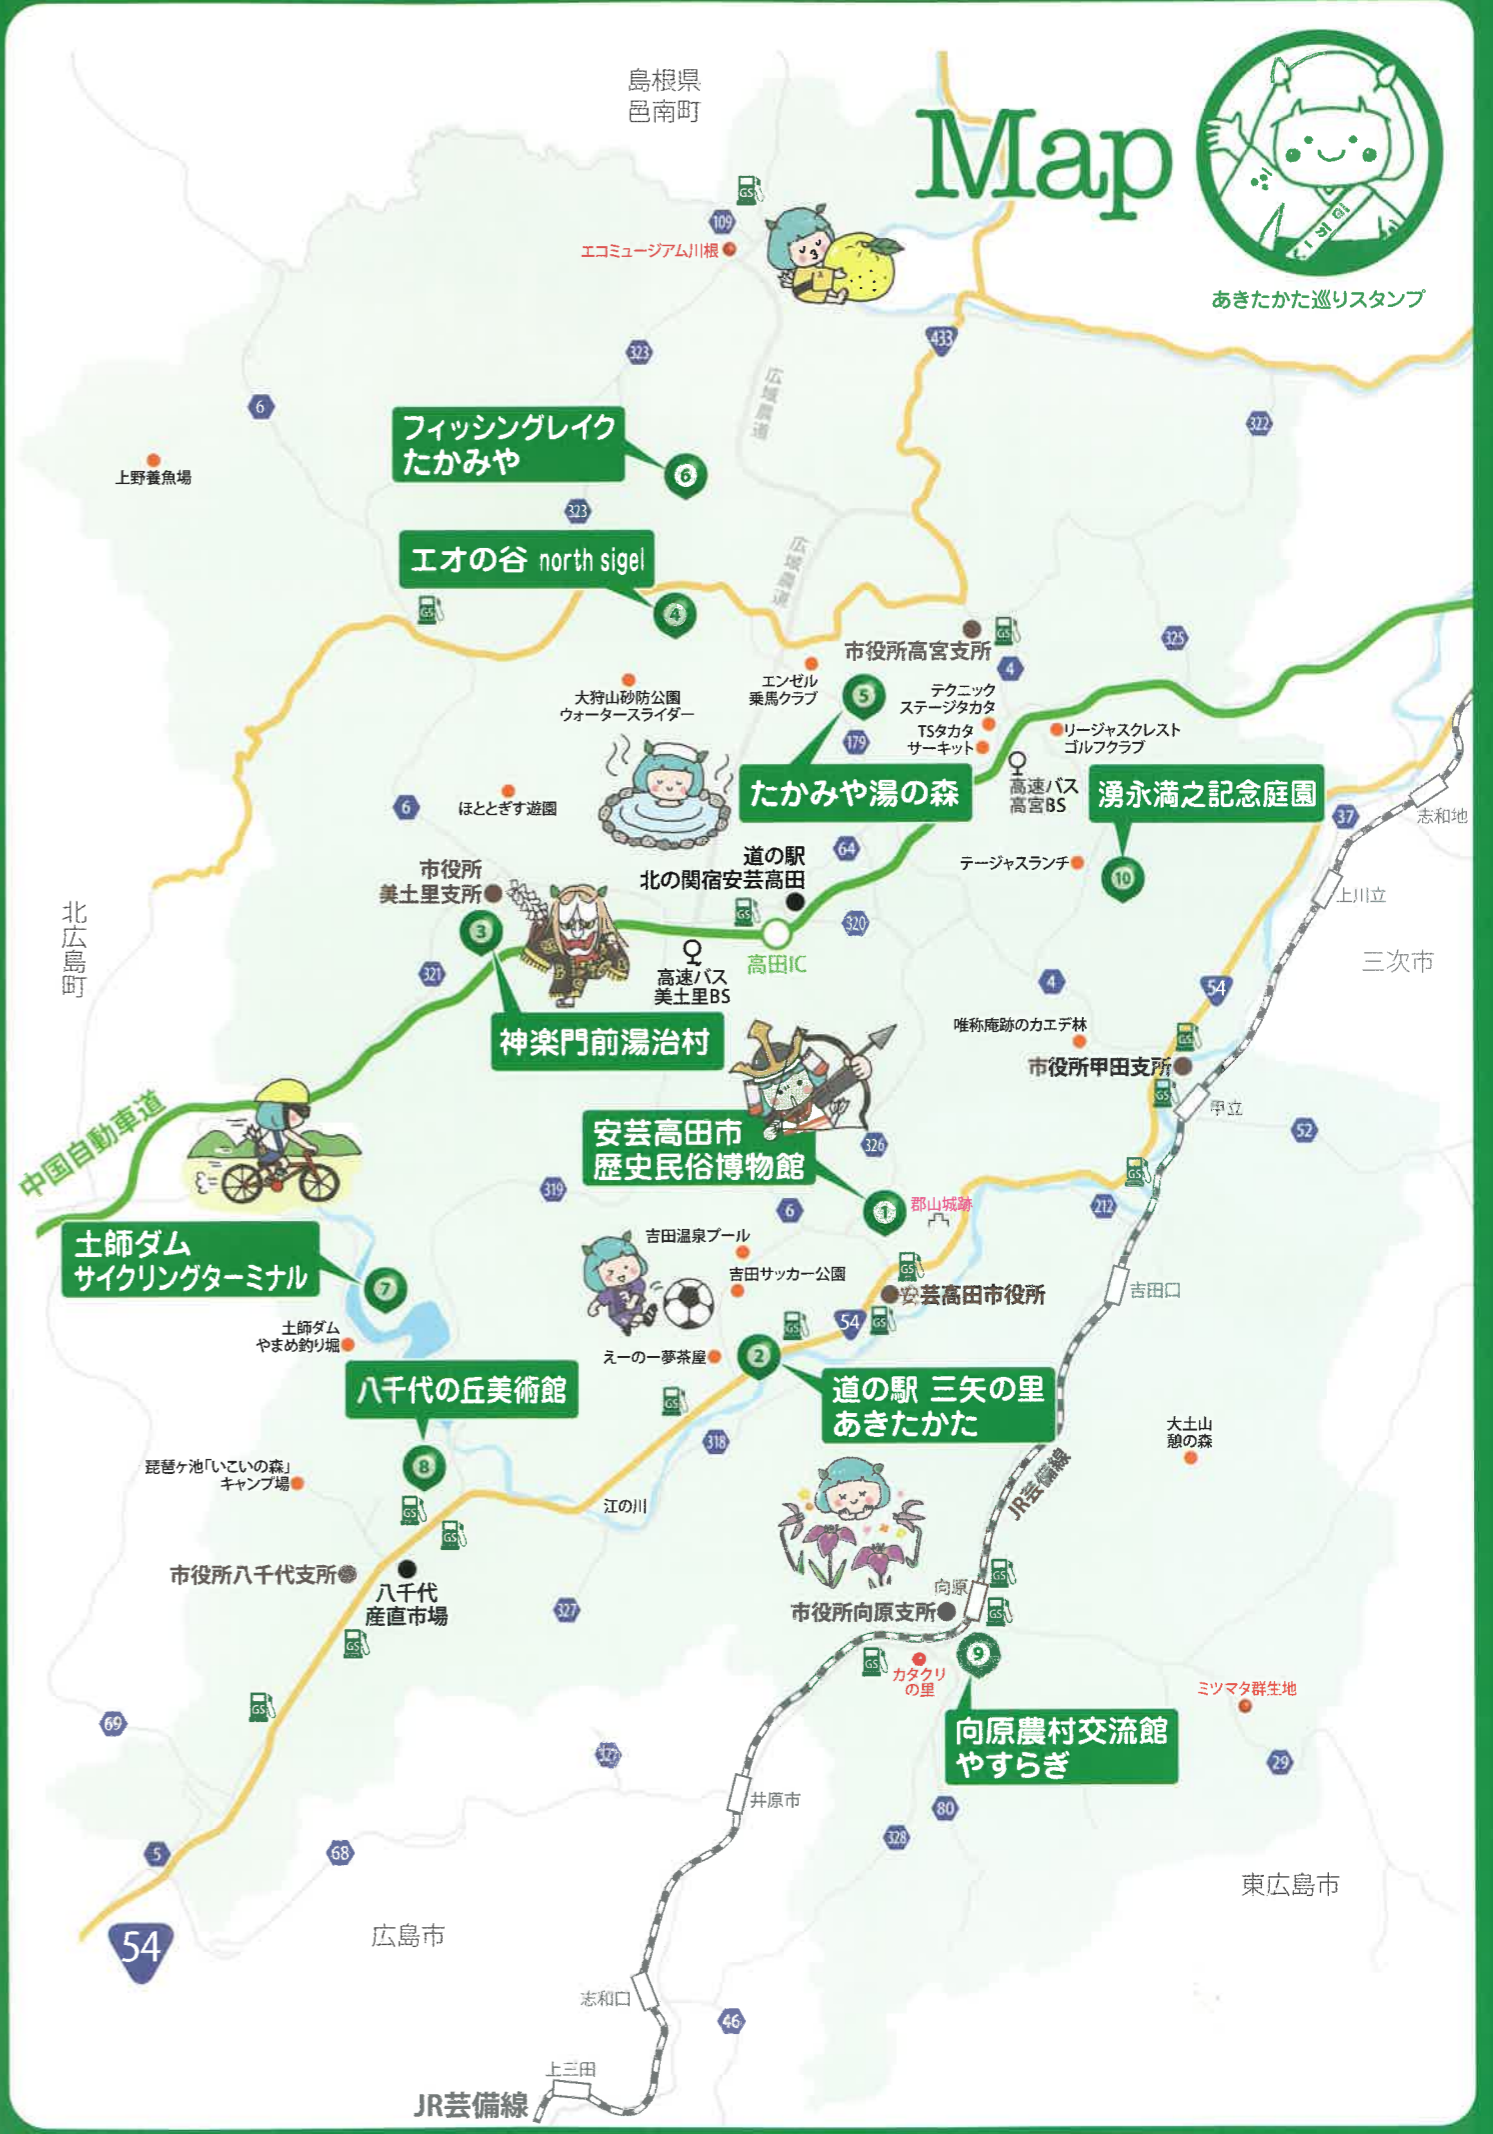 島根県
邑南町
Map
あきたかた巡りスタンプ
GS
109
エコミュージアム川根
433
323
広域農道
6
322
フィッシングレイク
たかみや
6
上野養魚場
323
エオの谷 north sigel
広域農道
4
GS
市役所高宮支所
GS
325
4
エンゼル
乗馬クラブ
5
テクニック
ステージタカタ
大狩山砂防公園
ウォータースライダー
TSタカタ
サーキット
リージャスクレスト
ゴルフクラブ
179
たかみや湯の森
高速バス
高宮BS
湧永満之記念庭園
6
ほととぎす遊園
37
志和地
道の駅
北の関宿安芸高田
64
テージャスランチ
10
市役所
美土里支所
上川立
GS
320
北広島町
3
321
高速バス
美土里BS
高田IC
三次市
4
54
神楽門前湯治村
唯称庵跡のカエデ林
GS
市役所甲田支所
GS
甲立
中国自動車道
安芸高田市
歴史民俗博物館
326
52
GS
319
6
1
郡山城跡
212
土師ダム
サイクリングターミナル
吉田温泉プール
吉田サッカー公園
GS
7
安芸高田市役所
吉田口
土師ダム
やまめ釣り堀
GS
54
GS
えーのー夢茶屋
2
八千代の丘美術館
道の駅 三矢の里
あきたかた
GS
318
大土山
憩の森
8
琵琶ヶ池「いこいの森」
キャンプ場
JR芸備線
GS
江の川
GS
市役所八千代支所
八千代
産直市場
GS
向原
327
市役所向原支所
GS
GS
GS
9
カタクリ
の里
ミツマタ群生地
GS
69
向原農村交流館
やすらぎ
29
井原市
80
328
5
68
東広島市
54
広島市
志和口
46
上三田
JR芸備線